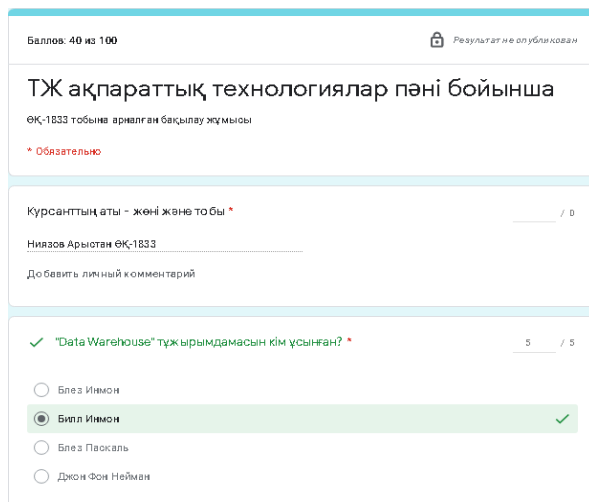 Баллов: 40 из 100
Результат не опубликован
ТЖ ақпараттық технологиялар пәні бойынша
ӘҚ-1833 тобына арналған бақылау жұмысы
* Обязательно
Курсанттың аты - жөні және тобы *
/ 0
Ниязов Арыстан ӘҚ-1833
Добавить личный комментарий
"Data Warehouse" тұжырымдамасын кім ұсынған? *
5 / 5
Блез Инмон
Билл Инмон
Блез Паскаль
Джон Фон Нейман